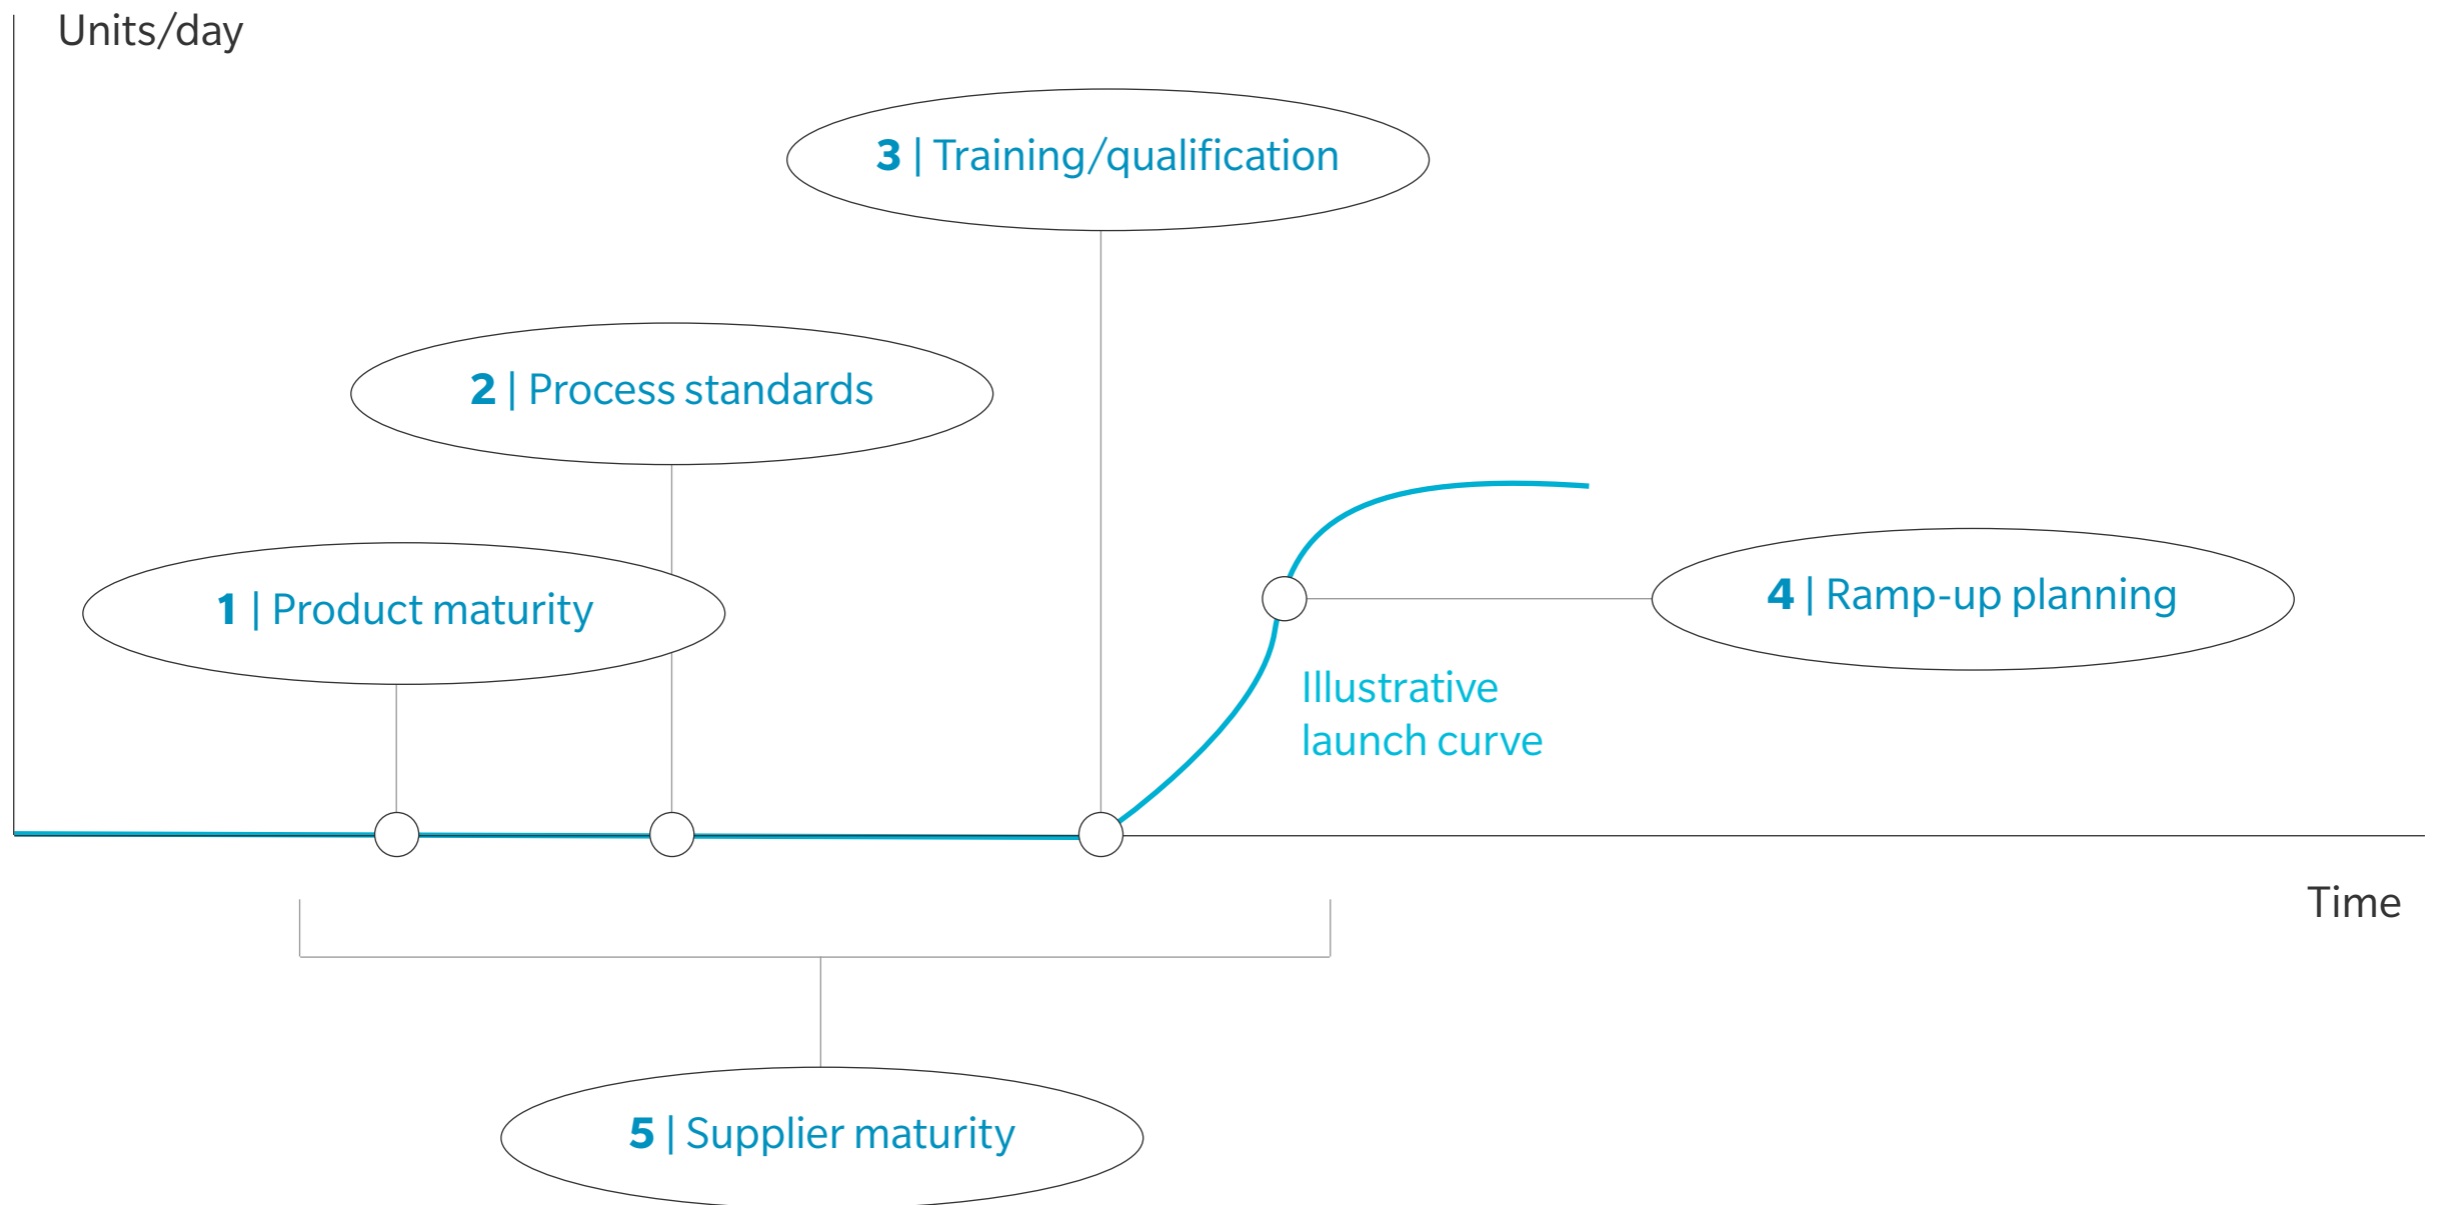 Units/day
3 | Training/qualification
2 | Process standards
1 | Product maturity
4 | Ramp-up planning
Illustrative
launch curve
Time
5 | Supplier maturity